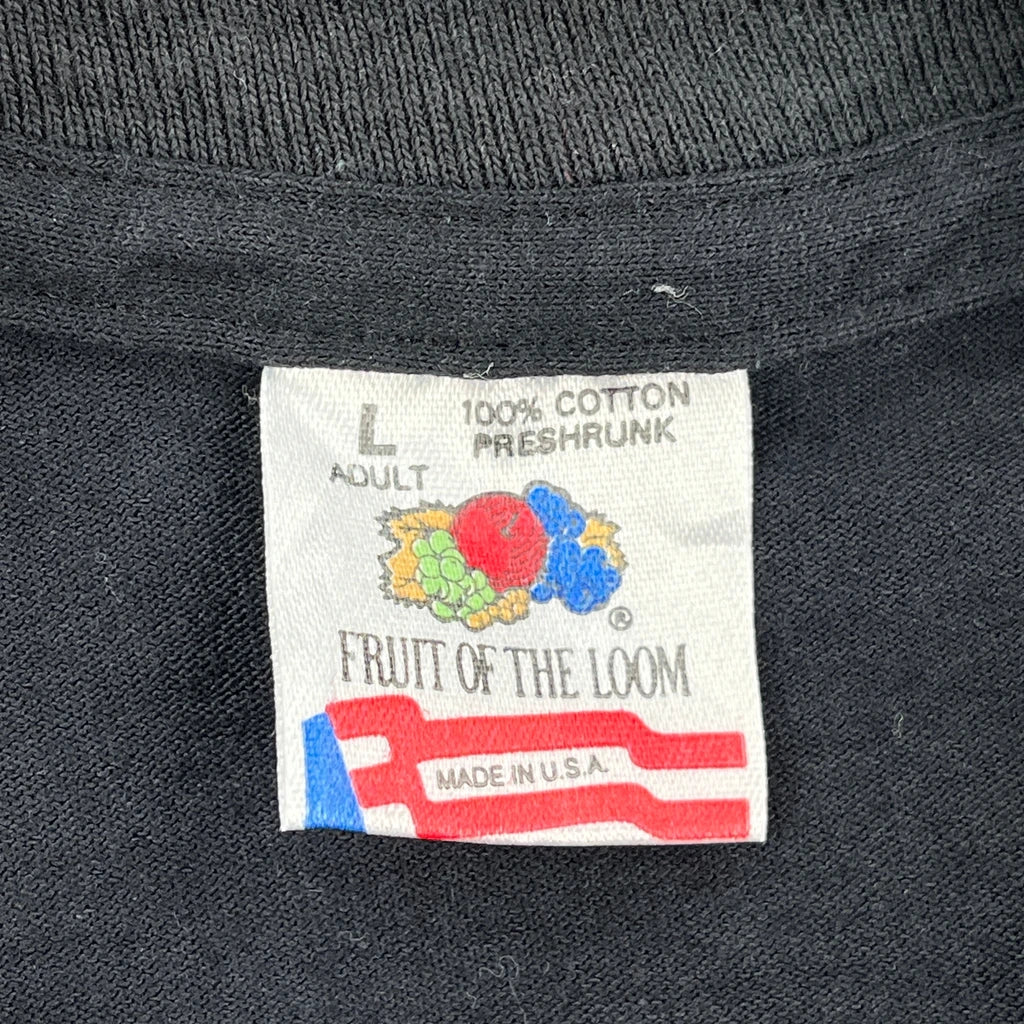 L
ADULT
100% COTTON
PRESHRUNK
®
FRUIT OF THE LOOM
MADE IN U.S.A.